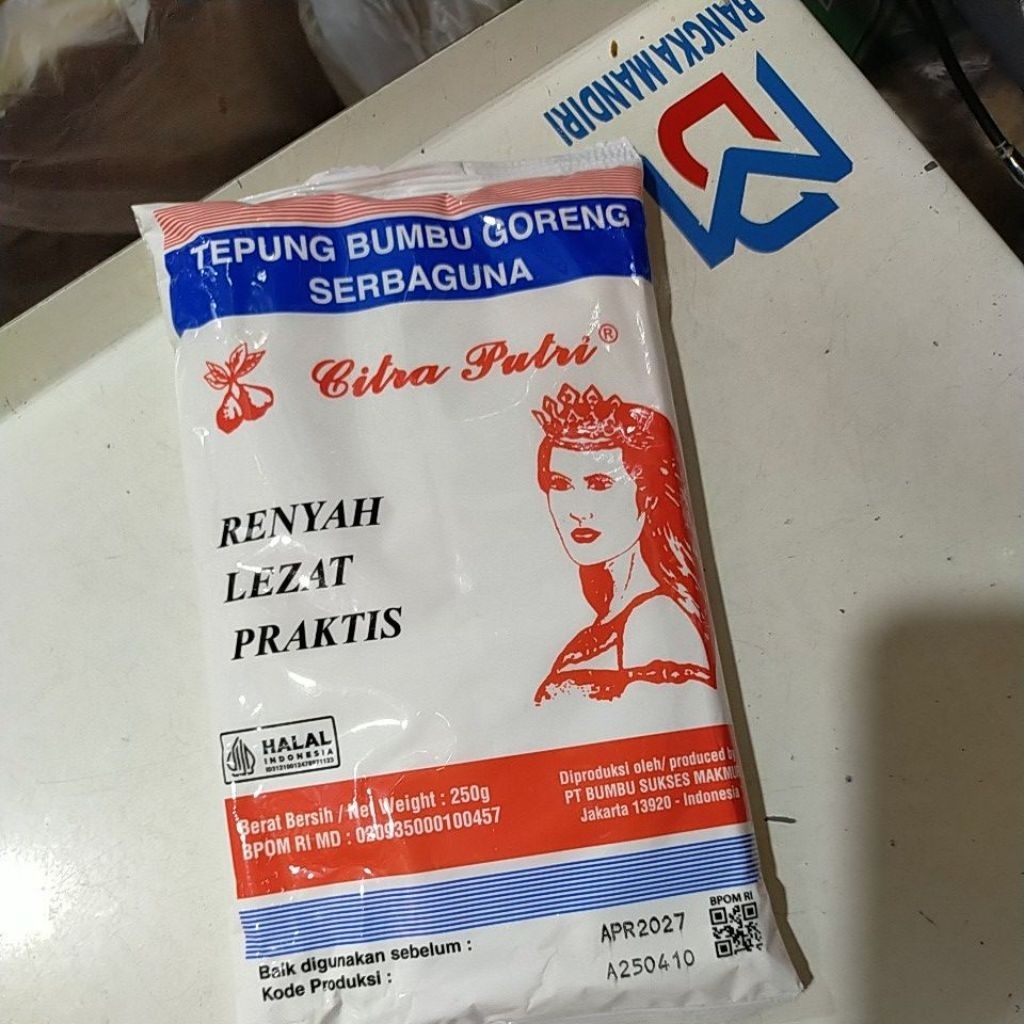 RANGKA MANDIRI
TEPUNG BUMBU GORENG
SERBAGUNA
Citra Putri®
RENYAH
LEZAT
PRAKTIS
HALAL
INDONESIA
Berat Bersih / Net Weight : 250g
BPOM RI MD : 020935000100457
Diproduksi oleh/ produced by
PT BUMBU SUKSES MAKMU
Jakarta 13920 - Indonesia
BPOM RI
Baik digunakan sebelum : APR2027
Kode Produksi : A250410